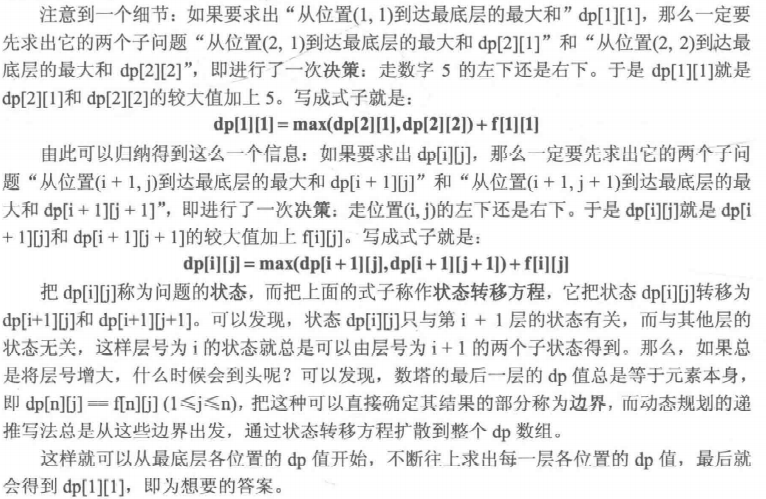 注意到一个细节：如果要求出“从位置(1, 1)到达最底层的最大和”dp[1][1]，那么一定要
先求出它的两个子问题“从位置(2, 1)到达最底层的最大和 dp[2][1]”和“从位置(2, 2)到达最
底层的最大和 dp[2][2]”，即进行了一次决策：走数字 5 的左下还是右下。于是 dp[1][1]就是
dp[2][1]和 dp[2][2]的较大值加上 5。写成式子就是：
dp[1][1] = max(dp[2][1],dp[2][2]) + f[1][1]
由此可以归纳得到这么一个信息：如果要求出 dp[i][j]，那么一定要先求出它的两个子问
题“从位置(i + 1, j)到达最底层的最大和 dp[i + 1][j]”和“从位置(i + 1, j + 1)到达最底层的最
大和 dp[i + 1][j + 1]”，即进行了一次决策：走位置(i, j)的左下还是右下。于是 dp[i][j]就是 dp[i
+ 1][j]和 dp[i + 1][j + 1]的较大值加上 f[i][j]。写成式子就是：
dp[i][j] = max(dp[i + 1][j],dp[i + 1][j + 1]) + f[i][j]
把 dp[i][j]称为问题的状态，而把上面的式子称作状态转移方程，它把状态 dp[i][j]转移为
dp[i+1][j]和 dp[i+1][j+1]。可以发现，状态 dp[i][j]只与第 i + 1 层的状态有关，而与其他层的
状态无关，这样层号为 i 的状态就总是可以由层号为 i + 1 的两个子状态得到。那么，如果总
是将层号增大，什么时候会到头呢？可以发现，数塔的最后一层的 dp 值总是等于元素本身，
即 dp[n][j] == f[n][j] (1≤j≤n)，把这种可以直接确定其结果的部分称为边界，而动态规划的递
推写法总是从这些边界出发，通过状态转移方程扩散到整个 dp 数组。
这样就可以从最底层各位置的 dp 值开始，不断往上求出每一层各位置的 dp 值，最后就
会得到 dp[1][1]，即为想要的答案。